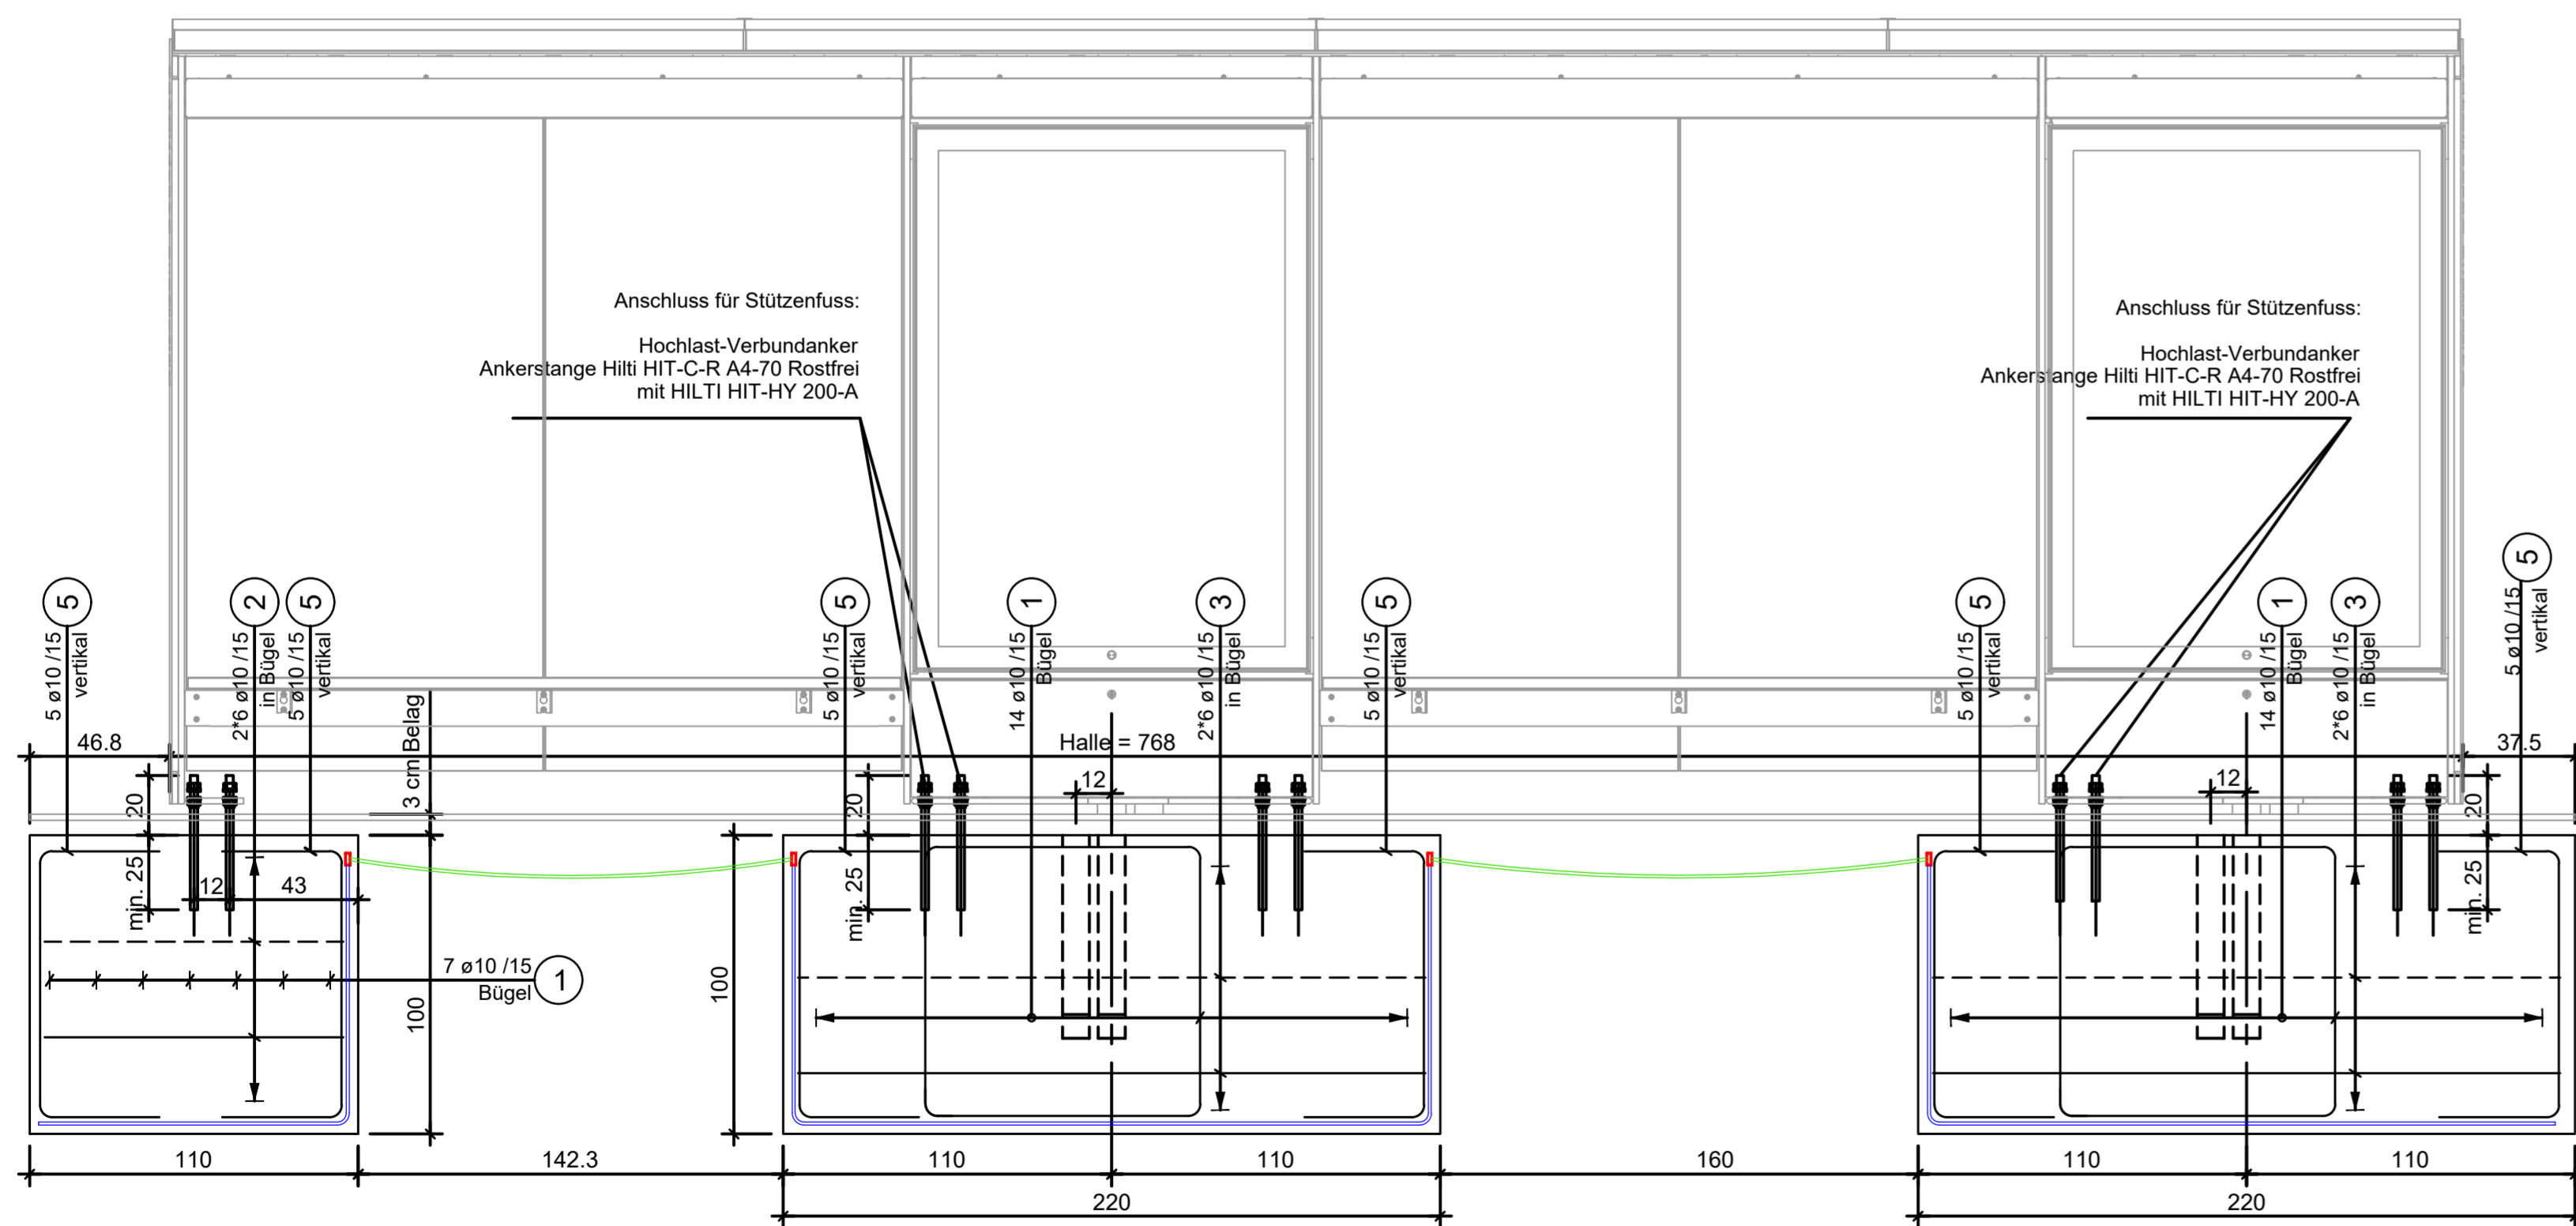 Anschluss für Stützenfuss:
Hochlast-Verbundanker
Ankerstange Hilti HIT-C-R A4-70 Rostfrei
mit HILTI HIT-HY 200-A
Anschluss für Stützenfuss:
Hochlast-Verbundanker
Ankerstange Hilti HIT-C-R A4-70 Rostfrei
mit HILTI HIT-HY 200-A
5
5 ø10 /15
vertikal
2
2*6 ø10 /15
in Bügel
5
5 ø10 /15
vertikal
5
5 ø10 /15
vertikal
1
14 ø10 /15
Bügel
3
2*6 ø10 /15
in Bügel
5
5 ø10 /15
vertikal
5
5 ø10 /15
vertikal
1
14 ø10 /15
Bügel
3
2*6 ø10 /15
in Bügel
5
5 ø10 /15
vertikal
46.8
3 cm Belag
Halle = 768
37.5
20
20
12
12
20
min. 25
12
43
min. 25
min. 25
7 ø10 /15
Bügel
1
100
100
110
142.3
110
110
160
110
110
220
220